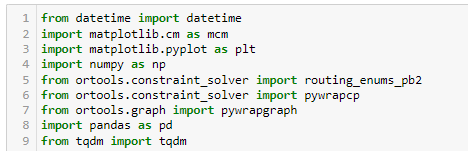 1 from datetime import datetime
2 import matplotlib.cm as mcm
3 import matplotlib.pyplot as plt
4 import numpy as np
5 from ortools.constraint_solver import routing_enums_pb2
6 from ortools.constraint_solver import pywrapcp
7 from ortools.graph import pywrapgraph
8 import pandas as pd
9 from tqdm import tqdm